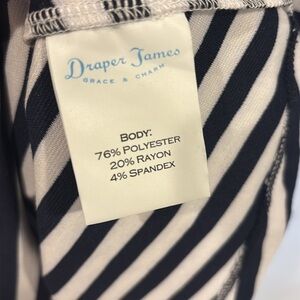 Draper James
GRACE & CHARM
BODY:
76% POLYESTER
20% RAYON
4% SPANDEX